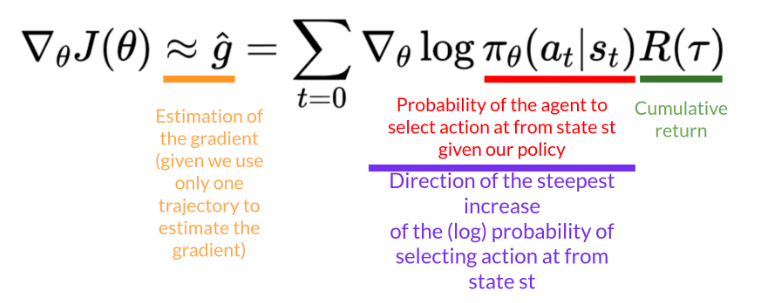 ∇θJ(θ) ≈ ĝ = ∑ t=0 ∇θ log πθ(at|st)R(τ)
Estimation of
the gradient
(given we use
only one
trajectory to
estimate the
gradient)
Probability of the agent to
select action at from state st
given our policy
Cumulative
return
Direction of the steepest
increase
of the (log) probability of
selecting action at from
state st